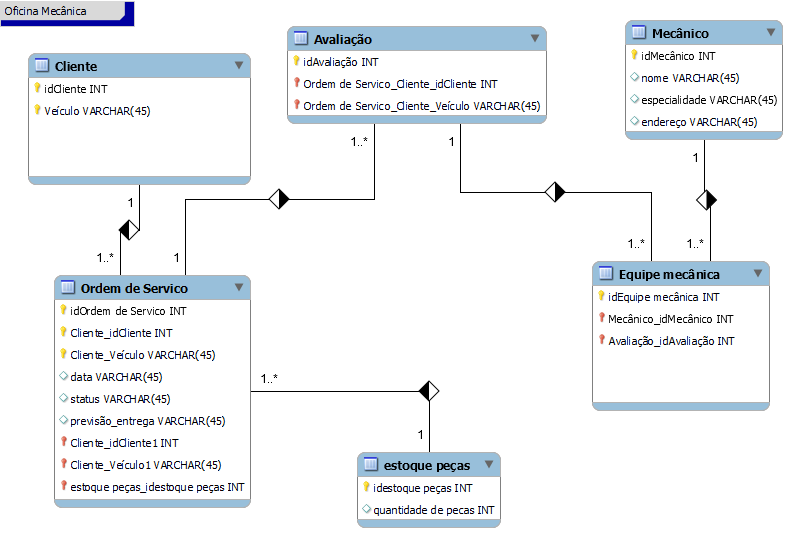 Oficina Mecânica
Cliente
idCliente INT
Veículo VARCHAR(45)
Avaliação
idAvaliação INT
Ordem de Servico_Cliente_idCliente INT
Ordem de Servico_Cliente_Veículo VARCHAR(45)
Mecânico
idMecânico INT
nome VARCHAR(45)
especialidade VARCHAR(45)
endereço VARCHAR(45)
1..*
1
1
1
1..*
1
1..*
1..*
Ordem de Servico
idOrdem de Servico INT
Cliente_idCliente INT
Cliente_Veículo VARCHAR(45)
data VARCHAR(45)
status VARCHAR(45)
previsão_entrega VARCHAR(45)
Cliente_idCliente1 INT
Cliente_Veículo1 VARCHAR(45)
estoque peças_idestoque peças INT
Equipe mecânica
idEquipe mecânica INT
Mecânico_idMecânico INT
Avaliação_idAvaliação INT
1..*
1
estoque peças
idestoque peças INT
quantidade de pecas INT